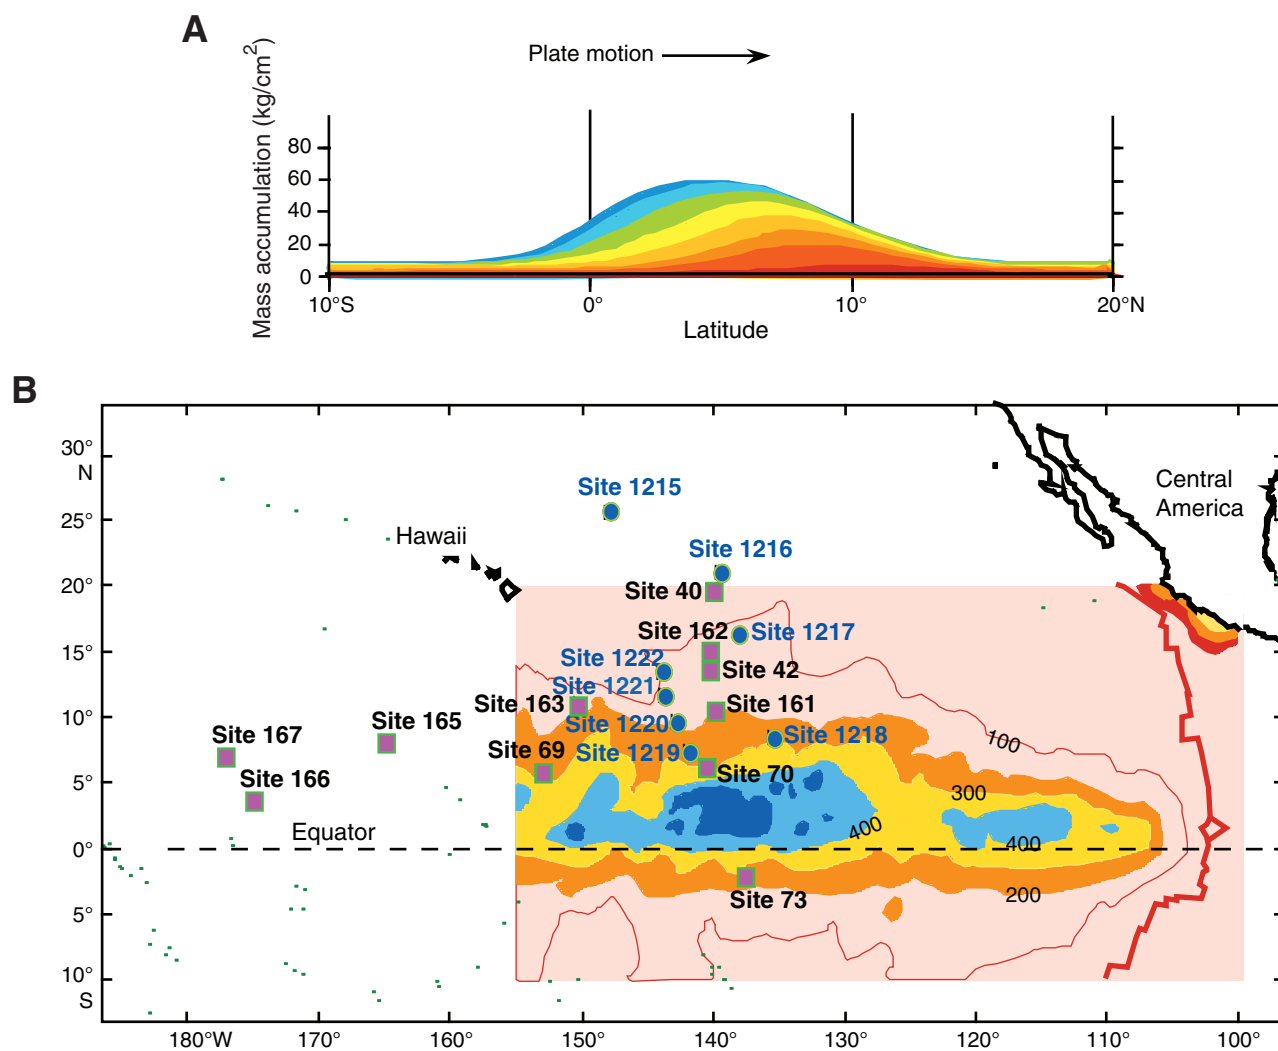 A
Plate motion
Mass accumulation (kg/cm2)
80
60
40
20
0
10°S
0°
10°
20°N
Latitude
B
30°
N
25°
20°
15°
10°
5°
0°
5°
10°
S
Central
America
Site 1215
Hawaii
Site 1216
Site 40
Site 162
Site 1217
Site 1222
Site 42
Site 1221
Site 163
Site 161
Site 165
Site 1220
Site 167
Site 1218
100
Site 69
Site 1219
Site 70
Site 166
300
Equator
400
400
Site 73
200
180°W
170°
160°
150°
140°
130°
120°
110°
100°